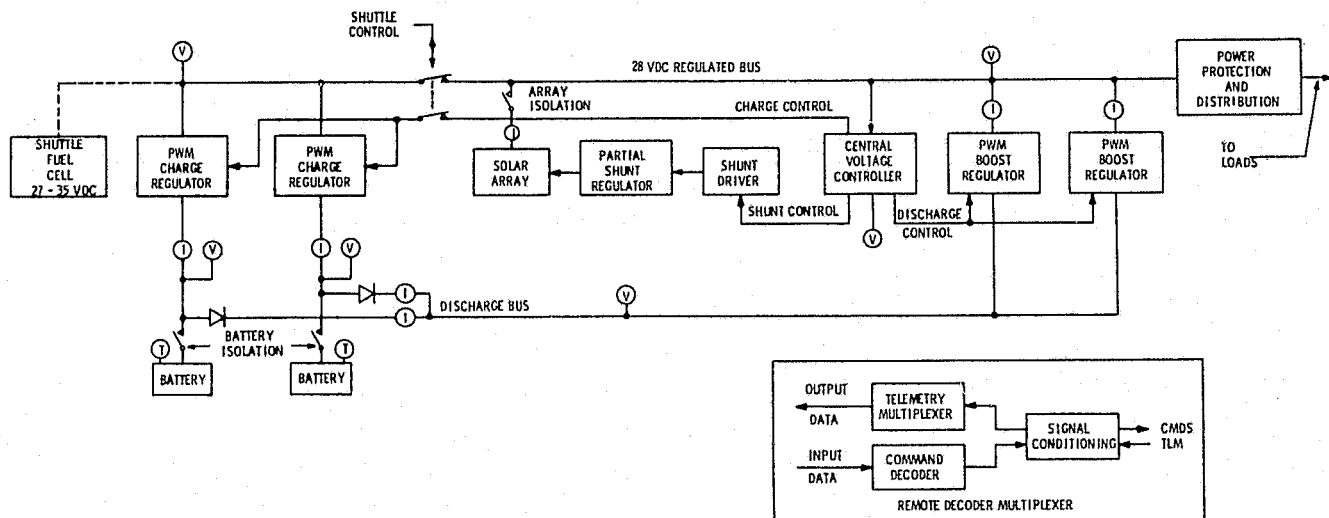 SHUTTLE
CONTROL
V
28 VDC REGULATED BUS
V
POWER
PROTECTION
AND
DISTRIBUTION
ARRAY
ISOLATION
CHARGE CONTROL
I
I
I
SHUTTLE
FUEL
CELL
27 - 35 VDC
PWM
CHARGE
REGULATOR
PWM
CHARGE
REGULATOR
SOLAR
ARRAY
PARTIAL
SHUNT
REGULATOR
SHUNT
DRIVER
CENTRAL
VOLTAGE
CONTROLLER
PWM
BOOST
REGULATOR
PWM
BOOST
REGULATOR
TO
LOADS
SHUNT CONTROL
DISCHARGE
CONTROL
V
I
V
I
V
I
I
DISCHARGE BUS
V
BATTERY
ISOLATION
T
T
BATTERY
BATTERY
OUTPUT
DATA
TELEMETRY
MULTIPLEXER
SIGNAL
CONDITIONING
CMDS
TLM
INPUT
DATA
COMMAND
DECODER
REMOTE DECODER MULTIPLEXER